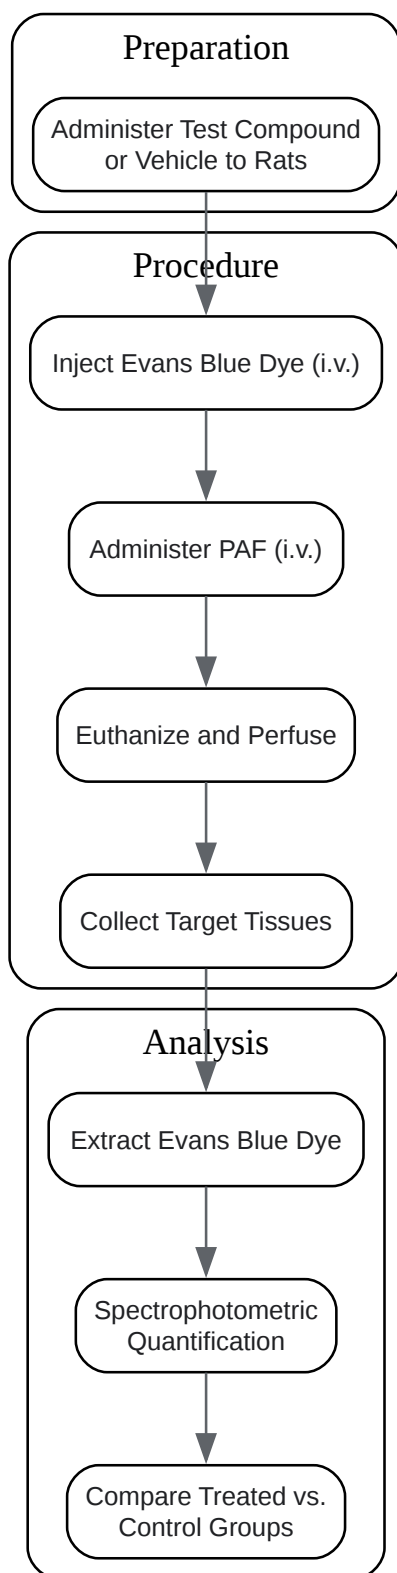 Preparation
Administer Test Compound
or Vehicle to Rats
Procedure
Inject Evans Blue Dye (i.v.)
Administer PAF (i.v.)
Euthanize and Perfuse
Collect Target Tissues
Analysis
Extract Evans Blue Dye
Spectrophotometric
Quantification
Compare Treated vs.
Control Groups